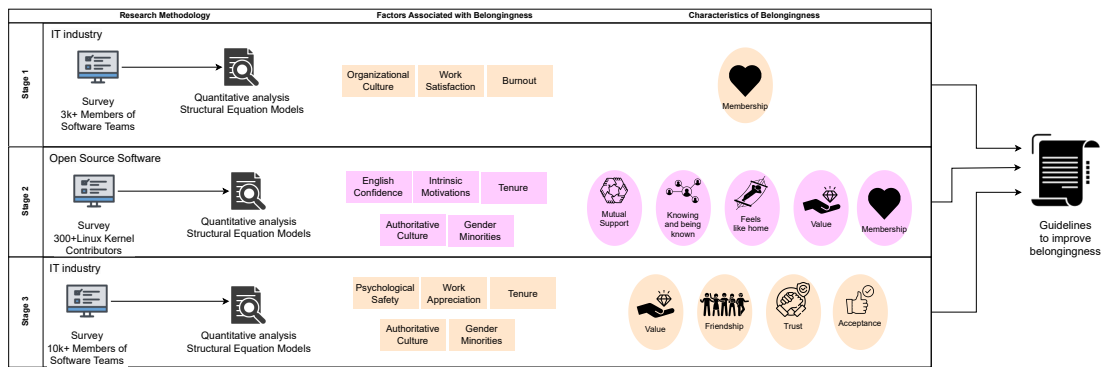 Research Methodology
Factors Associated with Belongingness
Characteristics of Belongingness
Stage 1
IT industry
Survey
3k+ Members of
Software Teams
Quantitative analysis
Structural Equation Models
Organizational
Culture
Work
Satisfaction
Burnout
Membership
Stage 2
Open Source Software
Survey
300+Linux Kernel
Contributors
Quantitative analysis
Structural Equation Models
English
Confidence
Intrinsic
Motivations
Tenure
Authoritative
Culture
Gender
Minorities
Mutual
Support
Knowing
and being
known
Feels
like home
Value
Membership
Stage 3
IT industry
Survey
10k+ Members of
Software Teams
Quantitative analysis
Structural Equation Models
Psychological
Safety
Work
Appreciation
Tenure
Authoritative
Culture
Gender
Minorities
Value
Friendship
Trust
Acceptance
Guidelines
to improve
belongingness